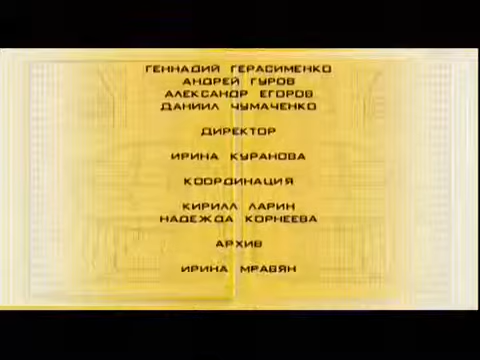 ГЕННАДИЙ ГЕРАСИМЕНКО
АНДРЕЙ ГУРОВ
АЛЕКСАНДР ЕГОРОВ
ДАНИИЛ ЧУМАЧЕНКО
ДИРЕКТОР
ИРИНА КУРАНОВА
КООРДИНАЦИЯ
КИРИЛЛ ЛАРИН
НАДЕЖДА КОРНЕЕВА
АРХИВ
ИРИНА МРАВЯН